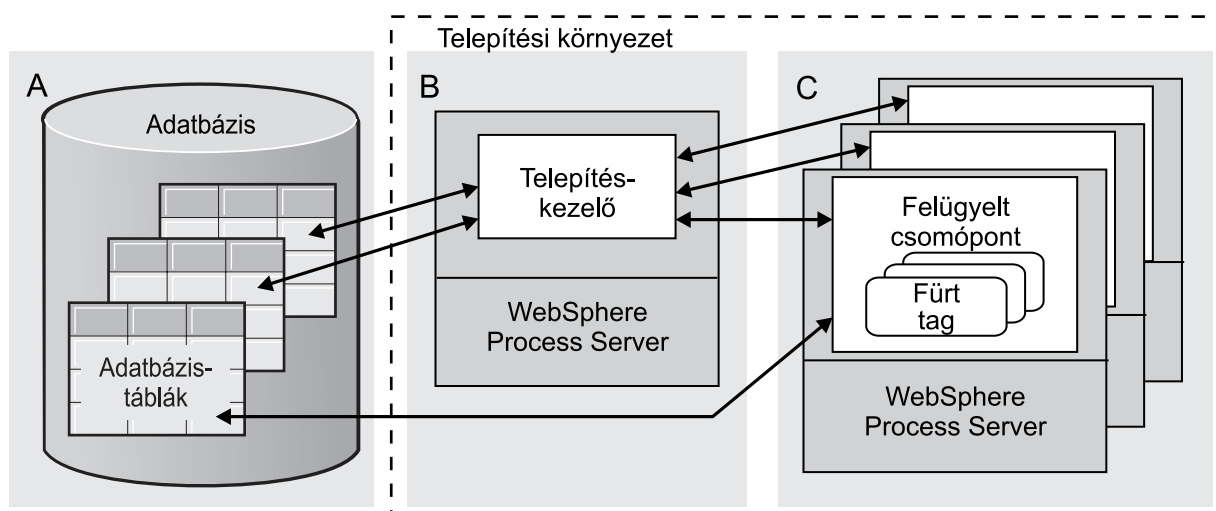 Telepítési környezet
A
Adatbázis
Adatbázis-
táblák
B
Telepítés-
kezelő
WebSphere
Process Server
C
Felügyelt
csomópont
Fürt
tag
WebSphere
Process Server